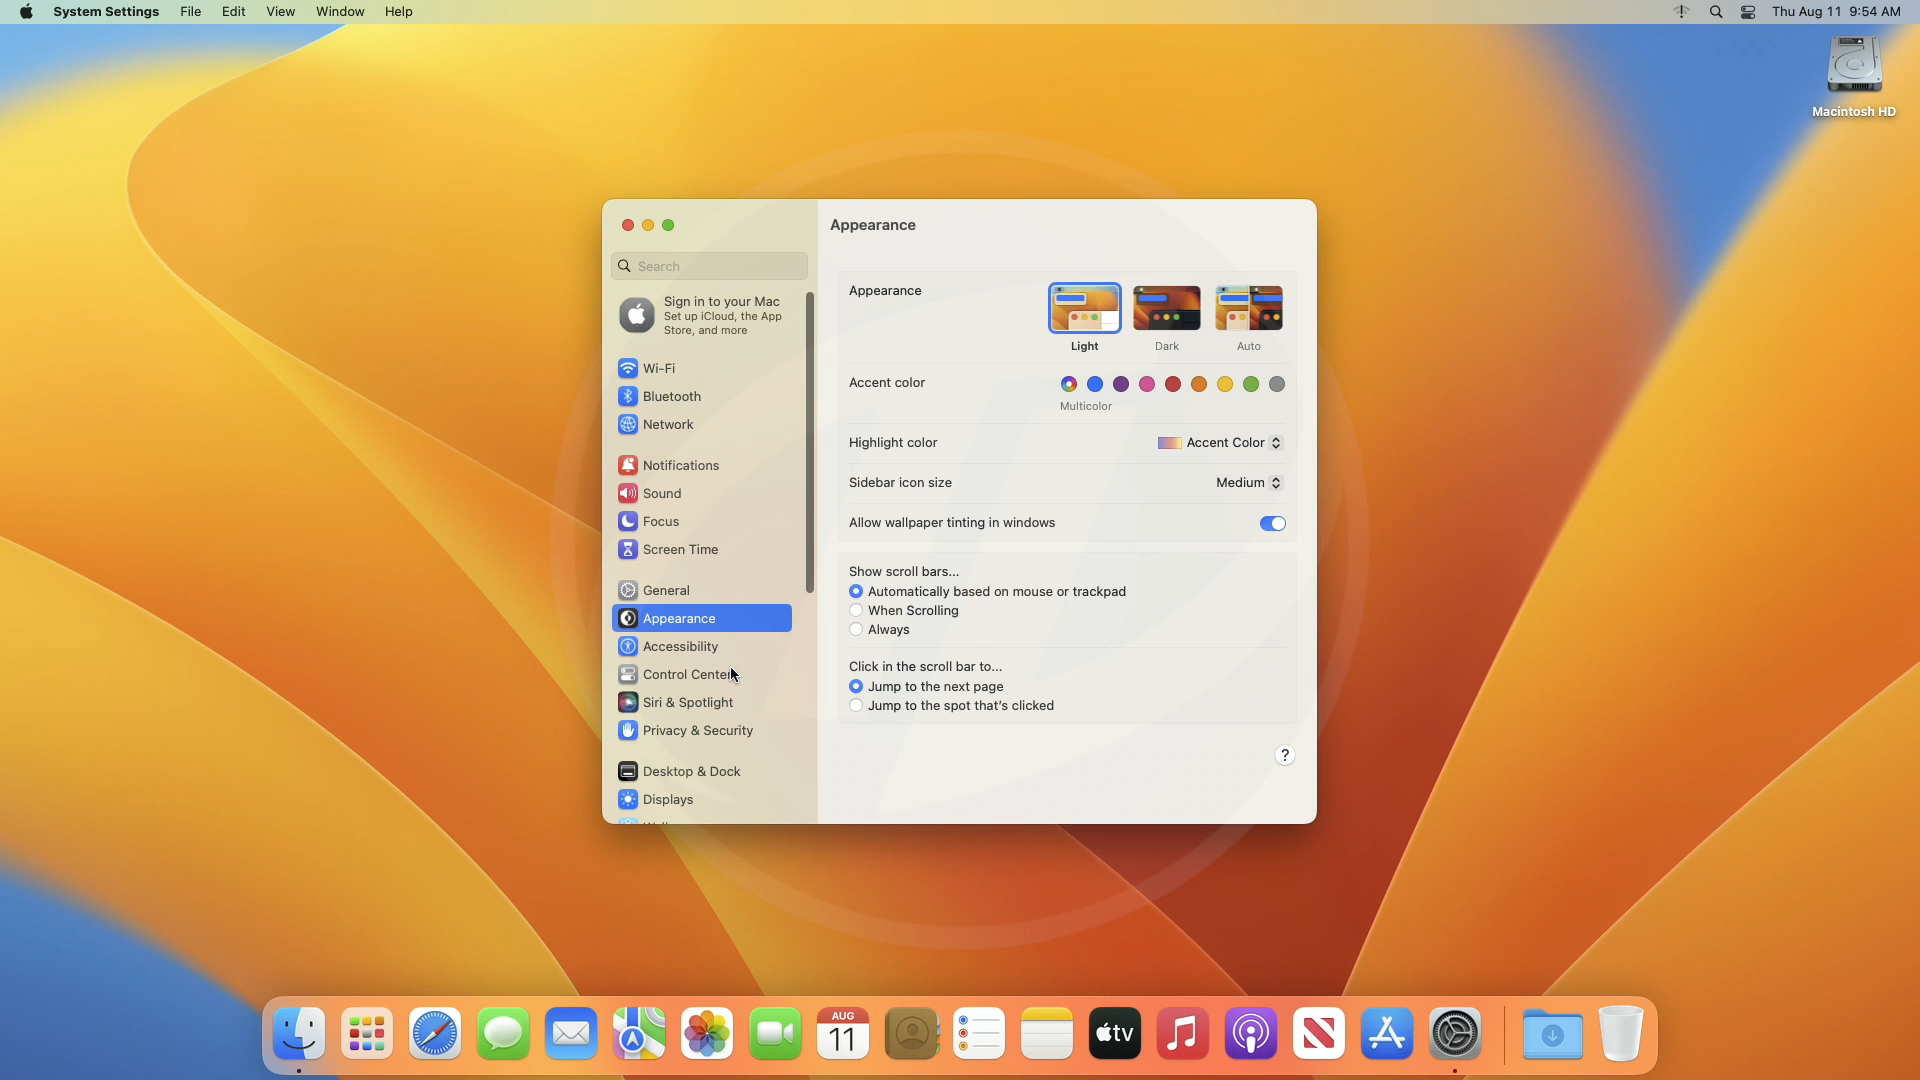 System Settings File Edit View Window Help
Thu Aug 11 9:54 AM
Macintosh HD
Appearance
Search
Sign in to your Mac
Set up iCloud, the App
Store, and more
Wi-Fi
Bluetooth
Network
Notifications
Sound
Focus
Screen Time
General
Appearance
Accessibility
Control Center
Siri & Spotlight
Privacy & Security
Desktop & Dock
Displays
Appearance
Light Dark Auto
Accent color
Multicolor
Highlight color Accent Color
Sidebar icon size Medium
Allow wallpaper tinting in windows
Show scroll bars...
Automatically based on mouse or trackpad
When Scrolling
Always
Click in the scroll bar to...
Jump to the next page
Jump to the spot that's clicked
?
AUG
11
tv